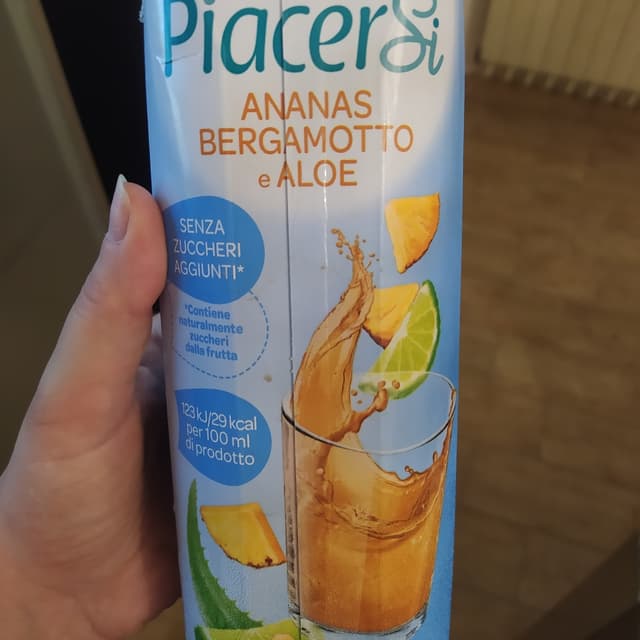 PiacerSi
ANANAS
BERGAMOTTO
e ALOE
SENZA
ZUCCHERI
AGGIUNTI*
*Contiene
naturalmente
zuccheri
dalla frutta
123 kJ/29 kcal
per 100 ml
di prodotto